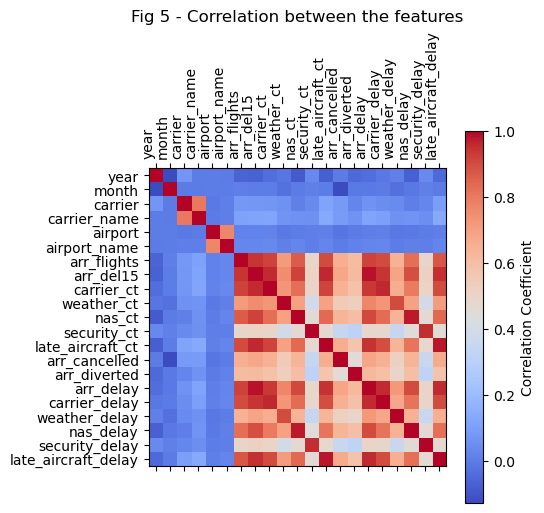 Fig 5 - Correlation between the features
year
month
carrier
carrier_name
airport
airport_name
arr_flights
arr_del15
carrier_ct
weather_ct
nas_ct
security_ct
late_aircraft_ct
arr_cancelled
arr_diverted
arr_delay
carrier_delay
weather_delay
nas_delay
security_delay
late_aircraft_delay
year
month
carrier
carrier_name
airport
airport_name
arr_flights
arr_del15
carrier_ct
weather_ct
nas_ct
security_ct
late_aircraft_ct
arr_cancelled
arr_diverted
arr_delay
carrier_delay
weather_delay
nas_delay
security_delay
late_aircraft_delay
1.0
0.8
0.6
0.4
0.2
0.0
Correlation Coefficient